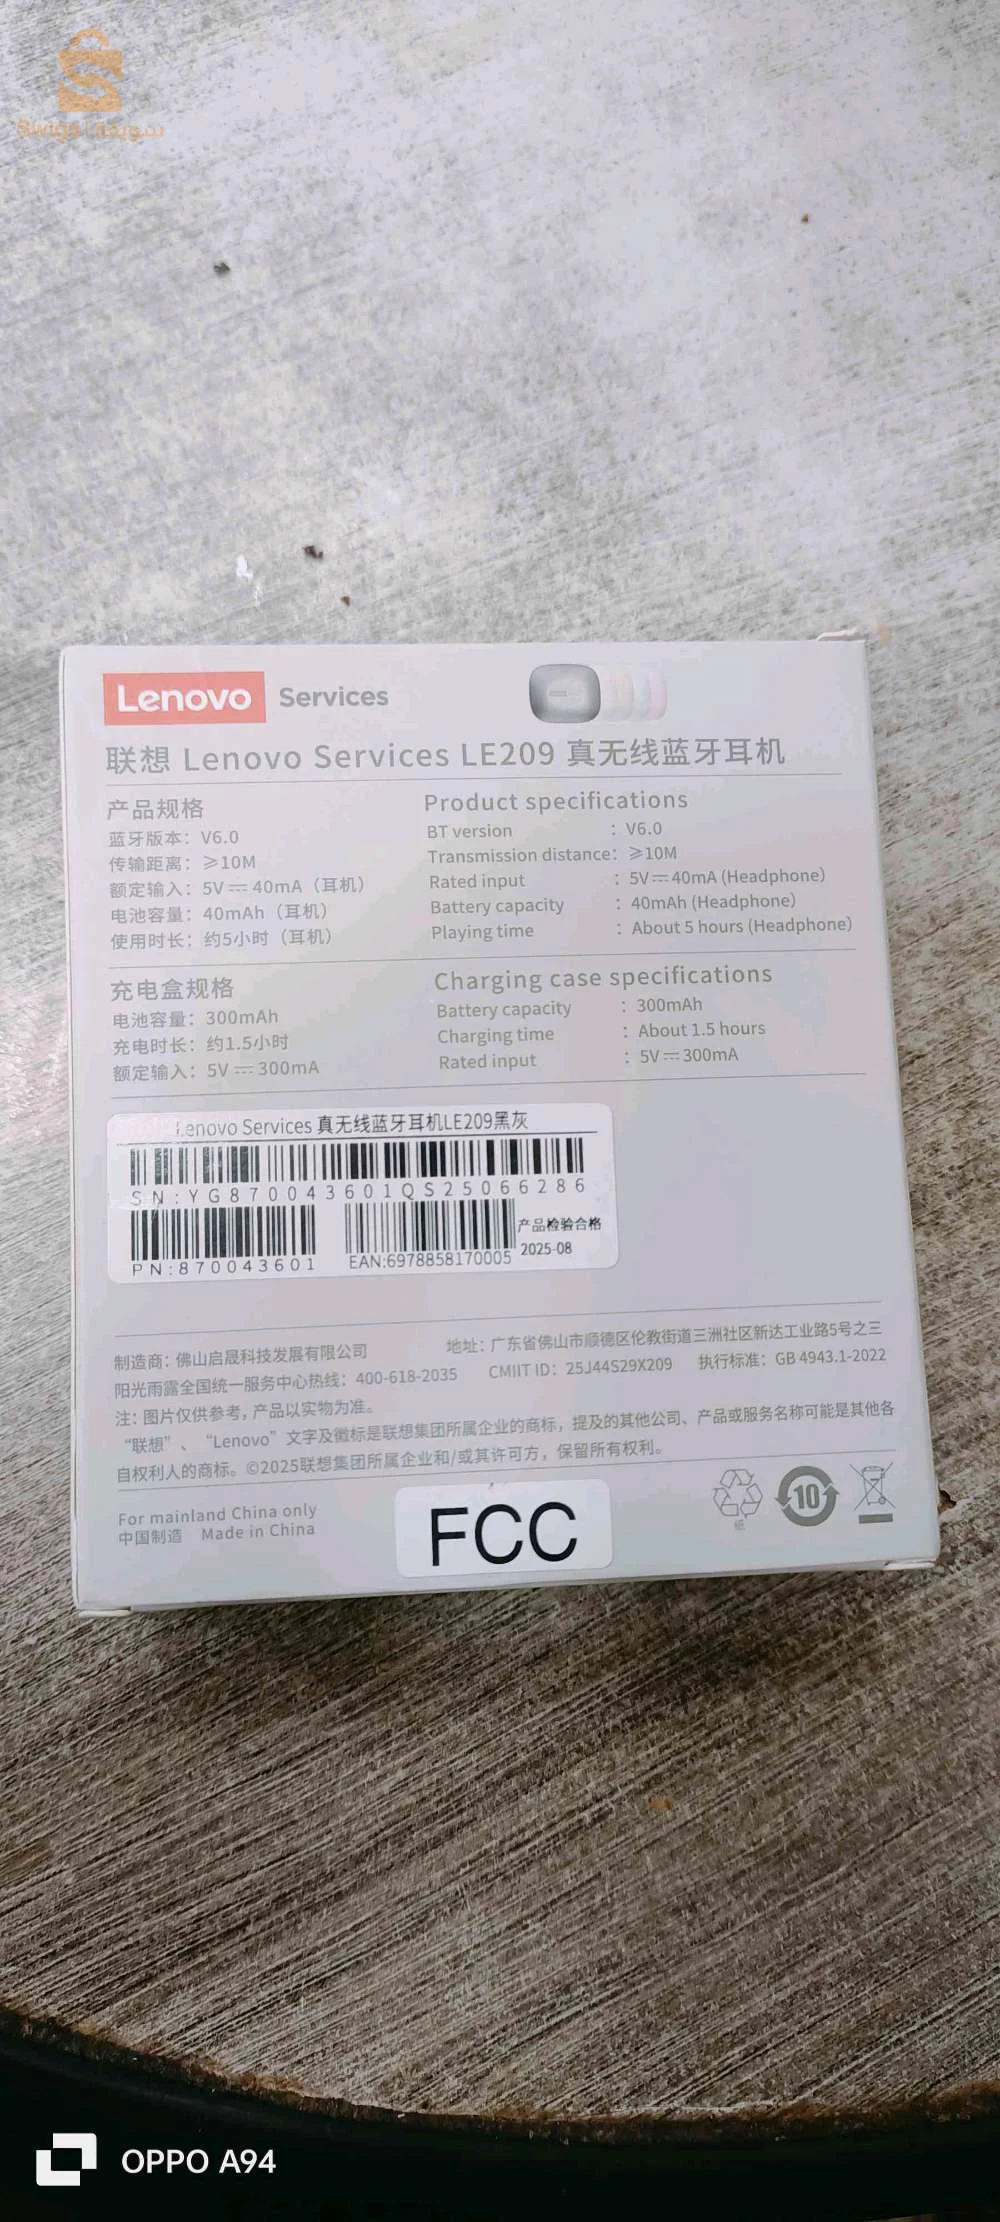 Swiga | سويقة
Lenovo Services
联想 Lenovo Services LE209 真无线蓝牙耳机
产品规格
蓝牙版本：V6.0
传输距离：≥10M
额定输入：5V⎓40mA（耳机）
电池容量：40mAh（耳机）
使用时长：约5小时（耳机）
Product specifications
BT version : V6.0
Transmission distance: ≥10M
Rated input : 5V⎓40mA (Headphone)
Battery capacity : 40mAh (Headphone)
Playing time : About 5 hours (Headphone)
充电盒规格
电池容量：300mAh
充电时长：约1.5小时
额定输入：5V⎓300mA
Charging case specifications
Battery capacity : 300mAh
Charging time : About 1.5 hours
Rated input : 5V⎓300mA
Lenovo Services 真无线蓝牙耳机LE209黑灰
SN:YG870043601QS25066286
PN:870043601
EAN:6978858170005
产品检验合格
2025-08
制造商：佛山启晟科技发展有限公司 地址：广东省佛山市顺德区伦教街道三洲社区新达工业路5号之三
阳光雨露全国统一服务中心热线：400-618-2035 CMIIT ID：25J44S29X209 执行标准：GB 4943.1-2022
注：图片仅供参考，产品以实物为准。
“联想”、“Lenovo”文字及徽标是联想集团所属企业的商标，提及的其他公司、产品或服务名称可能是其他各
自权利人的商标。©2025联想集团所属企业和/或其许可方，保留所有权利。
For mainland China only
中国制造 Made in China
FCC
纸
10
OPPO A94